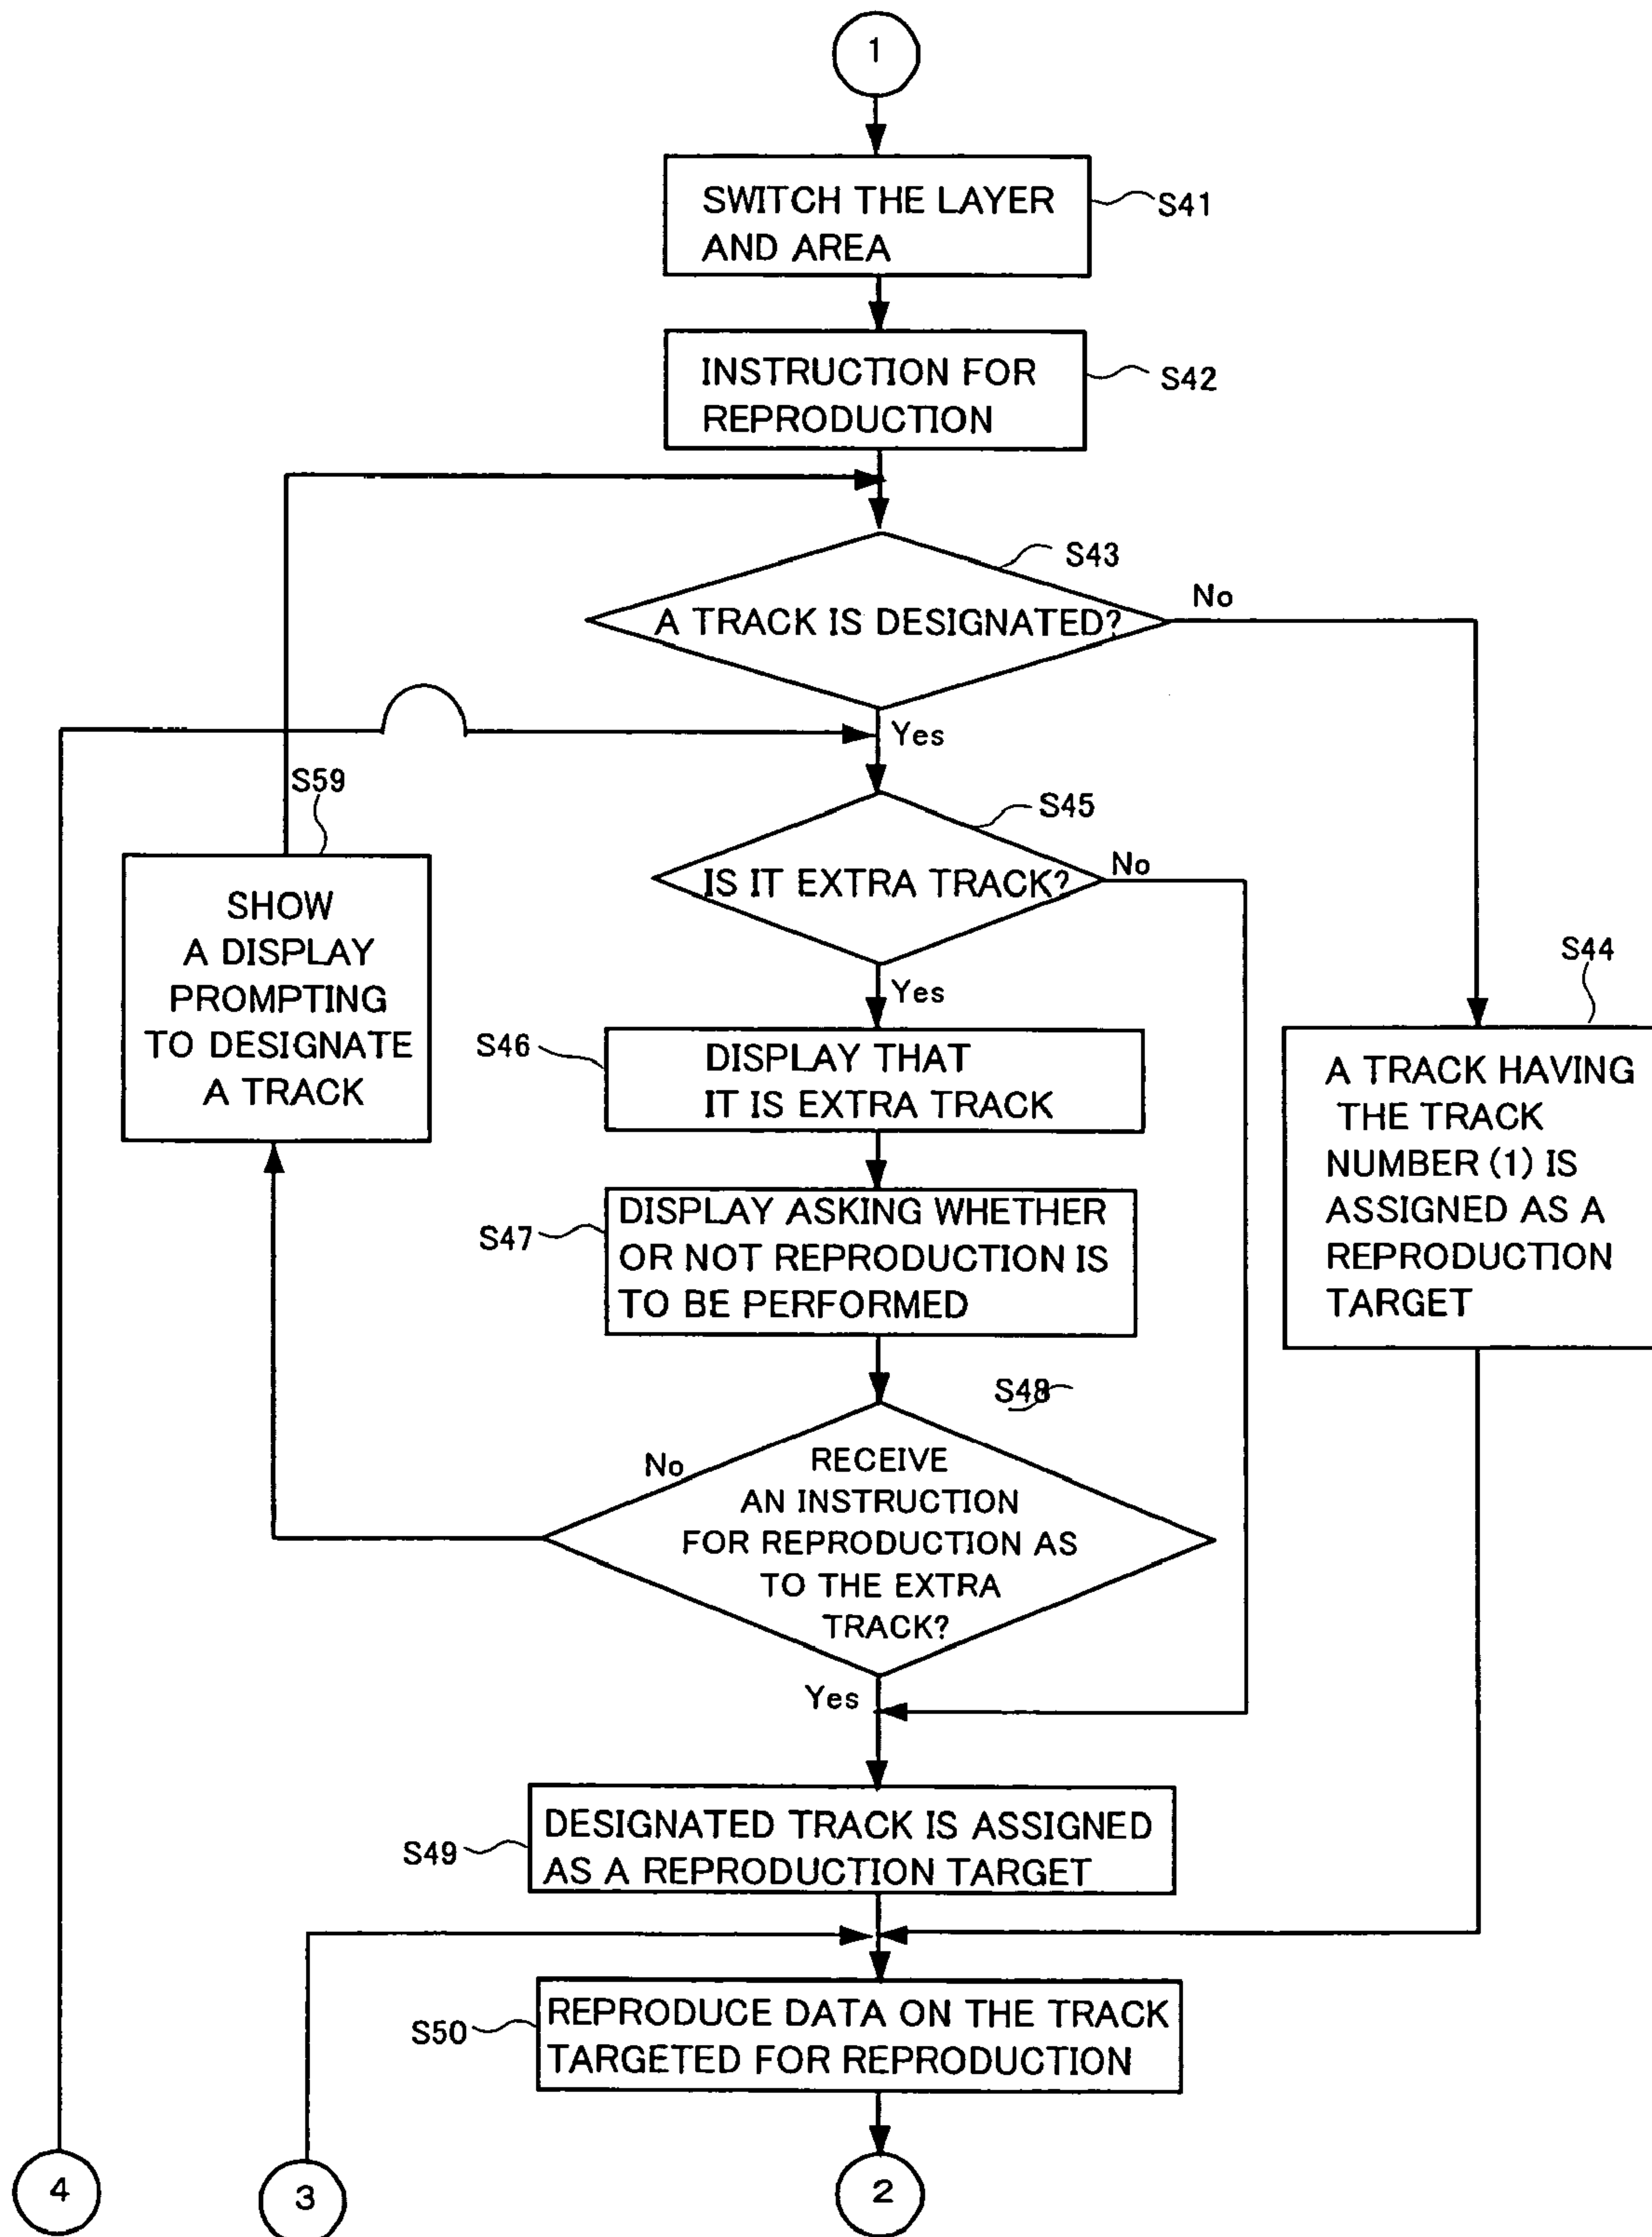 1
SWITCH THE LAYER
AND AREA
S41
INSTRUCTION FOR
REPRODUCTION
S42
S43
A TRACK IS DESIGNATED?
No
Yes
S59
SHOW
A DISPLAY
PROMPTING
TO DESIGNATE
A TRACK
S45
IS IT EXTRA TRACK?
No
Yes
S44
A TRACK HAVING
THE TRACK
NUMBER (1) IS
ASSIGNED AS A
REPRODUCTION
TARGET
S46
DISPLAY THAT
IT IS EXTRA TRACK
S47
DISPLAY ASKING WHETHER
OR NOT REPRODUCTION IS
TO BE PERFORMED
S48
No
RECEIVE
AN INSTRUCTION
FOR REPRODUCTION AS
TO THE EXTRA
TRACK?
Yes
S49
DESIGNATED TRACK IS ASSIGNED
AS A REPRODUCTION TARGET
S50
REPRODUCE DATA ON THE TRACK
TARGETED FOR REPRODUCTION
4
3
2